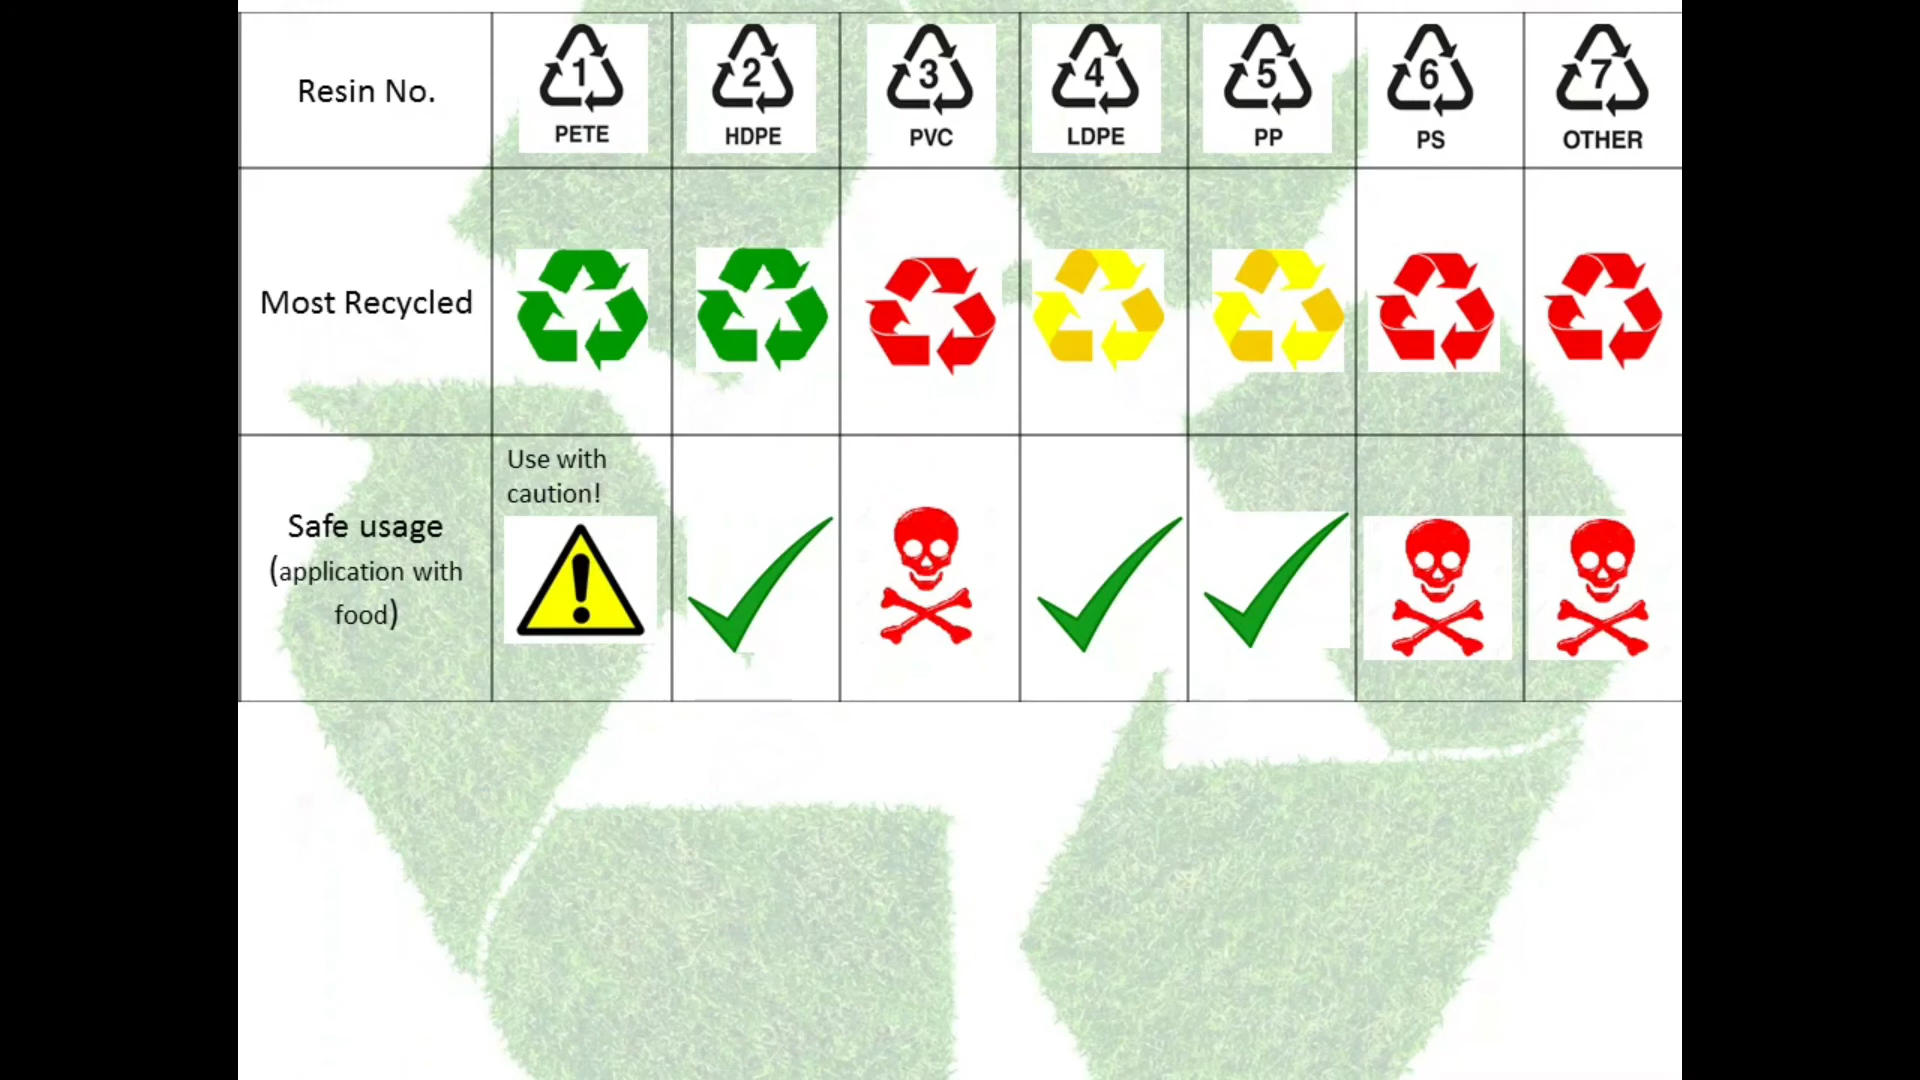 Resin No.
1 2 3 4 5 6 7
PETE HDPE PVC LDPE PP PS OTHER
Most Recycled
Use with
caution!
Safe usage
(application with
food)